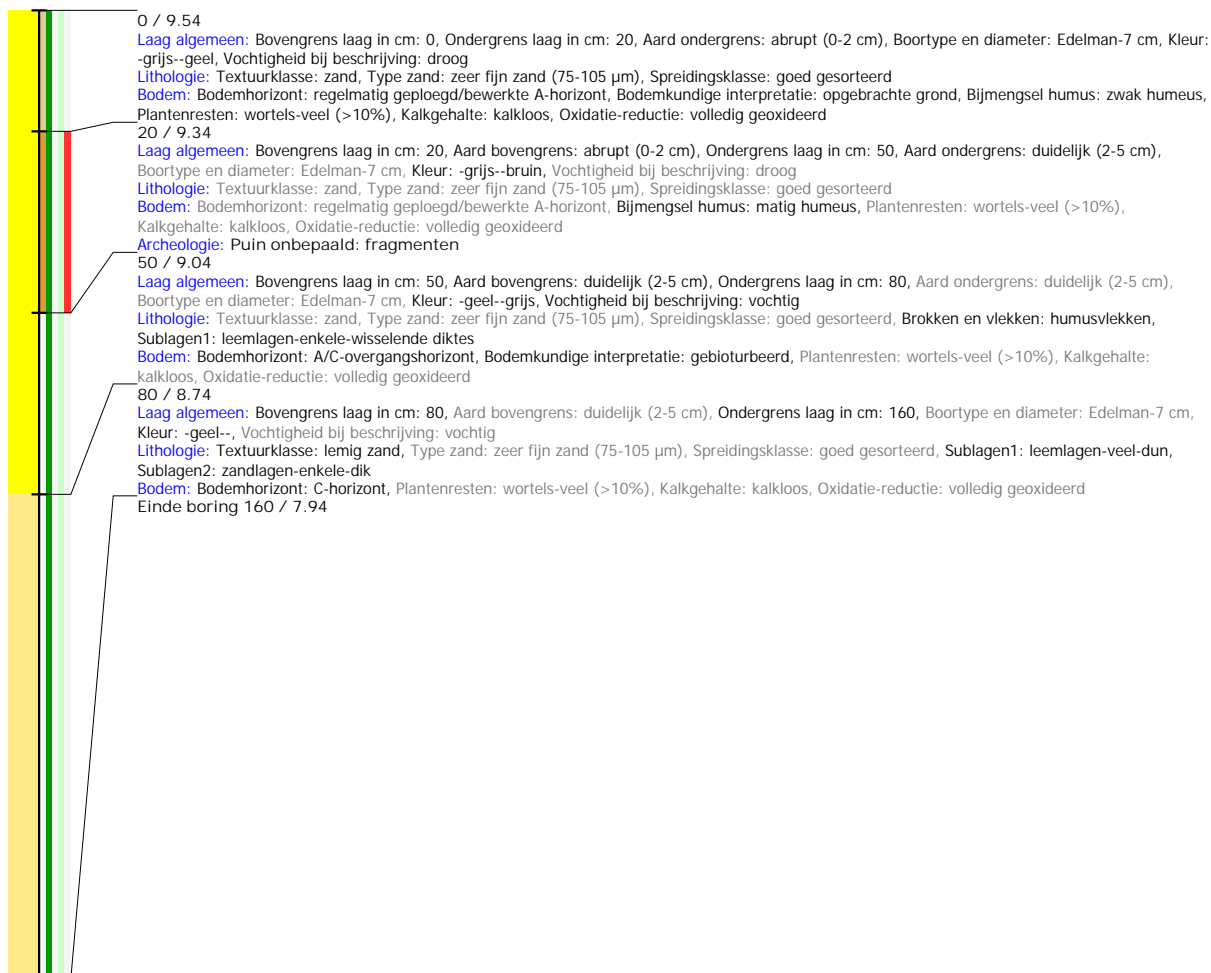 0 / 9.54
Laag algemeen: Bovengrens laag in cm: 0, Ondergrens laag in cm: 20, Aard ondergrens: abrupt (0-2 cm), Boortype en diameter: Edelman-7 cm, Kleur:
-grijs--geel, Vochtigheid bij beschrijving: droog
Lithologie: Textuurklasse: zand, Type zand: zeer fijn zand (75-105 µm), Spreidingsklasse: goed gesorteerd
Bodem: Bodemhorizont: regelmatig geploegd/bewerkte A-horizont, Bodemkundige interpretatie: opgebrachte grond, Bijmengsel humus: zwak humeus,
Plantenresten: wortels-veel (>10%), Kalkgehalte: kalkloos, Oxidatie-reductie: volledig geoxideerd
20 / 9.34
Laag algemeen: Bovengrens laag in cm: 20, Aard bovengrens: abrupt (0-2 cm), Ondergrens laag in cm: 50, Aard ondergrens: duidelijk (2-5 cm),
Boortype en diameter: Edelman-7 cm, Kleur: -grijs--bruin, Vochtigheid bij beschrijving: droog
Lithologie: Textuurklasse: zand, Type zand: zeer fijn zand (75-105 µm), Spreidingsklasse: goed gesorteerd
Bodem: Bodemhorizont: regelmatig geploegd/bewerkte A-horizont, Bijmengsel humus: matig humeus, Plantenresten: wortels-veel (>10%),
Kalkgehalte: kalkloos, Oxidatie-reductie: volledig geoxideerd
Archeologie: Puin onbepaald: fragmenten
50 / 9.04
Laag algemeen: Bovengrens laag in cm: 50, Aard bovengrens: duidelijk (2-5 cm), Ondergrens laag in cm: 80, Aard ondergrens: duidelijk (2-5 cm),
Boortype en diameter: Edelman-7 cm, Kleur: -geel--grijs, Vochtigheid bij beschrijving: vochtig
Lithologie: Textuurklasse: zand, Type zand: zeer fijn zand (75-105 µm), Spreidingsklasse: goed gesorteerd, Brokken en vlekken: humusvlekken,
Sublagen1: leemlagen-enkele-wisselende diktes
Bodem: Bodemhorizont: A/C-overgangshorizont, Bodemkundige interpretatie: gebioturbeerd, Plantenresten: wortels-veel (>10%), Kalkgehalte:
kalkloos, Oxidatie-reductie: volledig geoxideerd
80 / 8.74
Laag algemeen: Bovengrens laag in cm: 80, Aard bovengrens: duidelijk (2-5 cm), Ondergrens laag in cm: 160, Boortype en diameter: Edelman-7 cm,
Kleur: -geel--, Vochtigheid bij beschrijving: vochtig
Lithologie: Textuurklasse: lemig zand, Type zand: zeer fijn zand (75-105 µm), Spreidingsklasse: goed gesorteerd, Sublagen1: leemlagen-veel-dun,
Sublagen2: zandlagen-enkele-dik
Bodem: Bodemhorizont: C-horizont, Plantenresten: wortels-veel (>10%), Kalkgehalte: kalkloos, Oxidatie-reductie: volledig geoxideerd
Einde boring 160 / 7.94